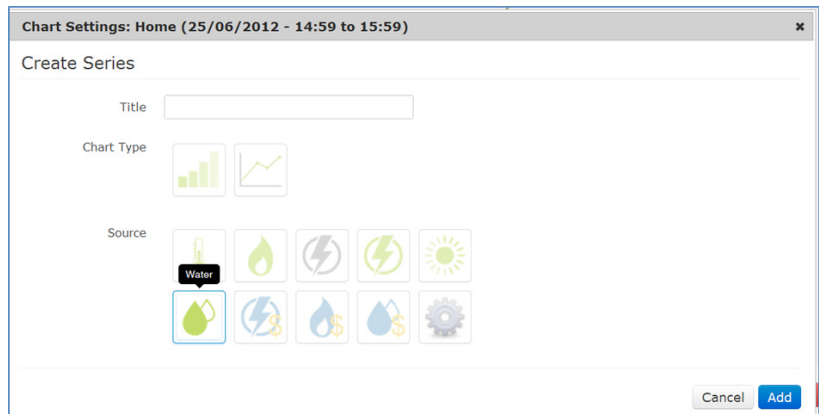 Chart Settings: Home (25/06/2012 - 14:59 to 15:59) ×
Create Series
Title
Chart Type
Source
Water
$ $ $
Cancel Add